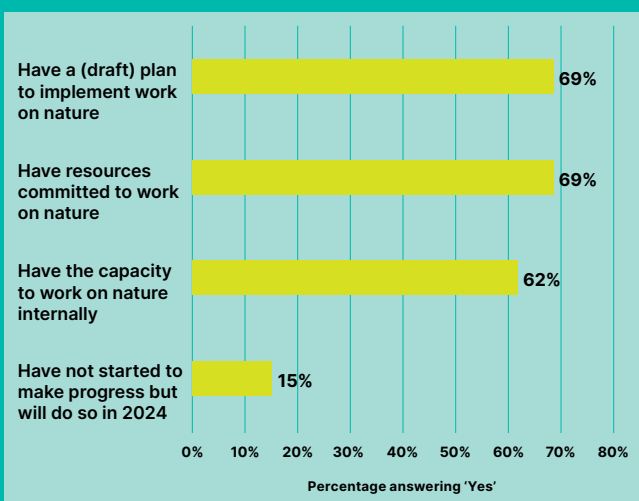 Have a (draft) plan
to implement work
on nature
69%
Have resources
committed to work
on nature
69%
Have the capacity
to work on nature
internally
62%
Have not started to
make progress but
will do so in 2024
15%
0% 10% 20% 30% 40% 50% 60% 70% 80%
Percentage answering ‘Yes’